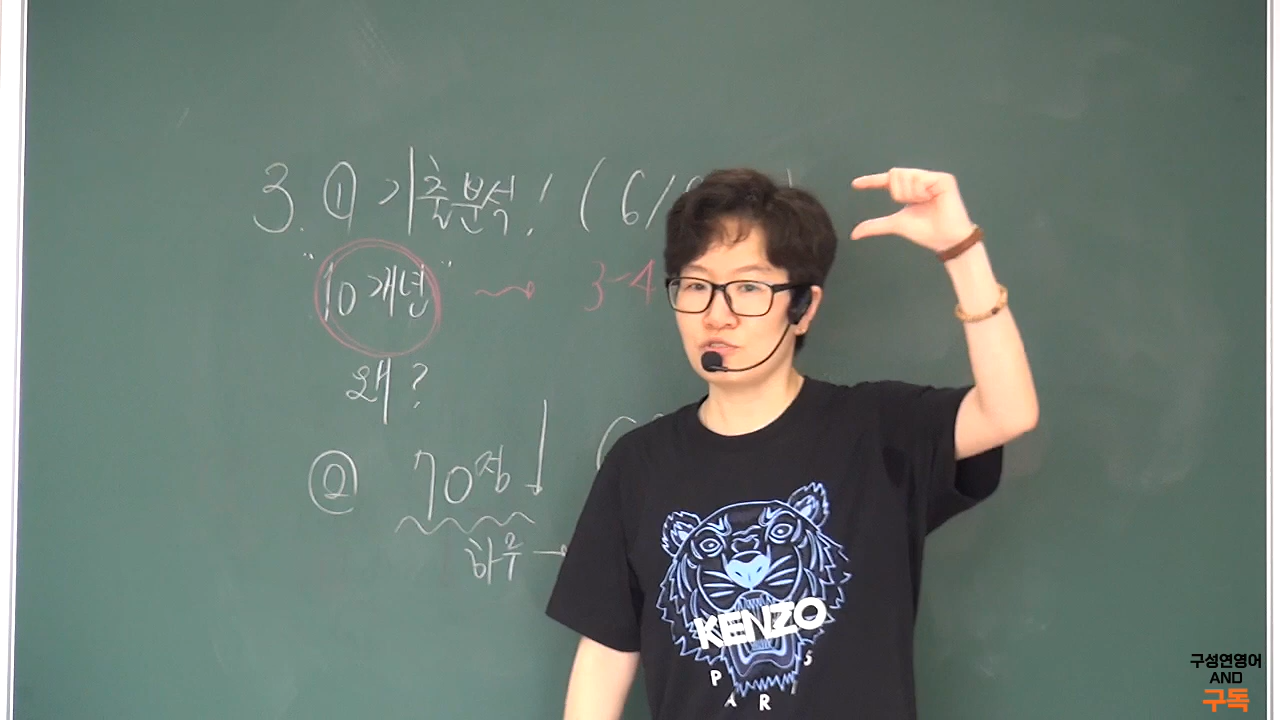 3. ① 기출분석! ( 6/
"10개년" → 3-4
왜?
② 70점↓ (
하루 →
KENZO
PARIS
구성연영어
AND
구독